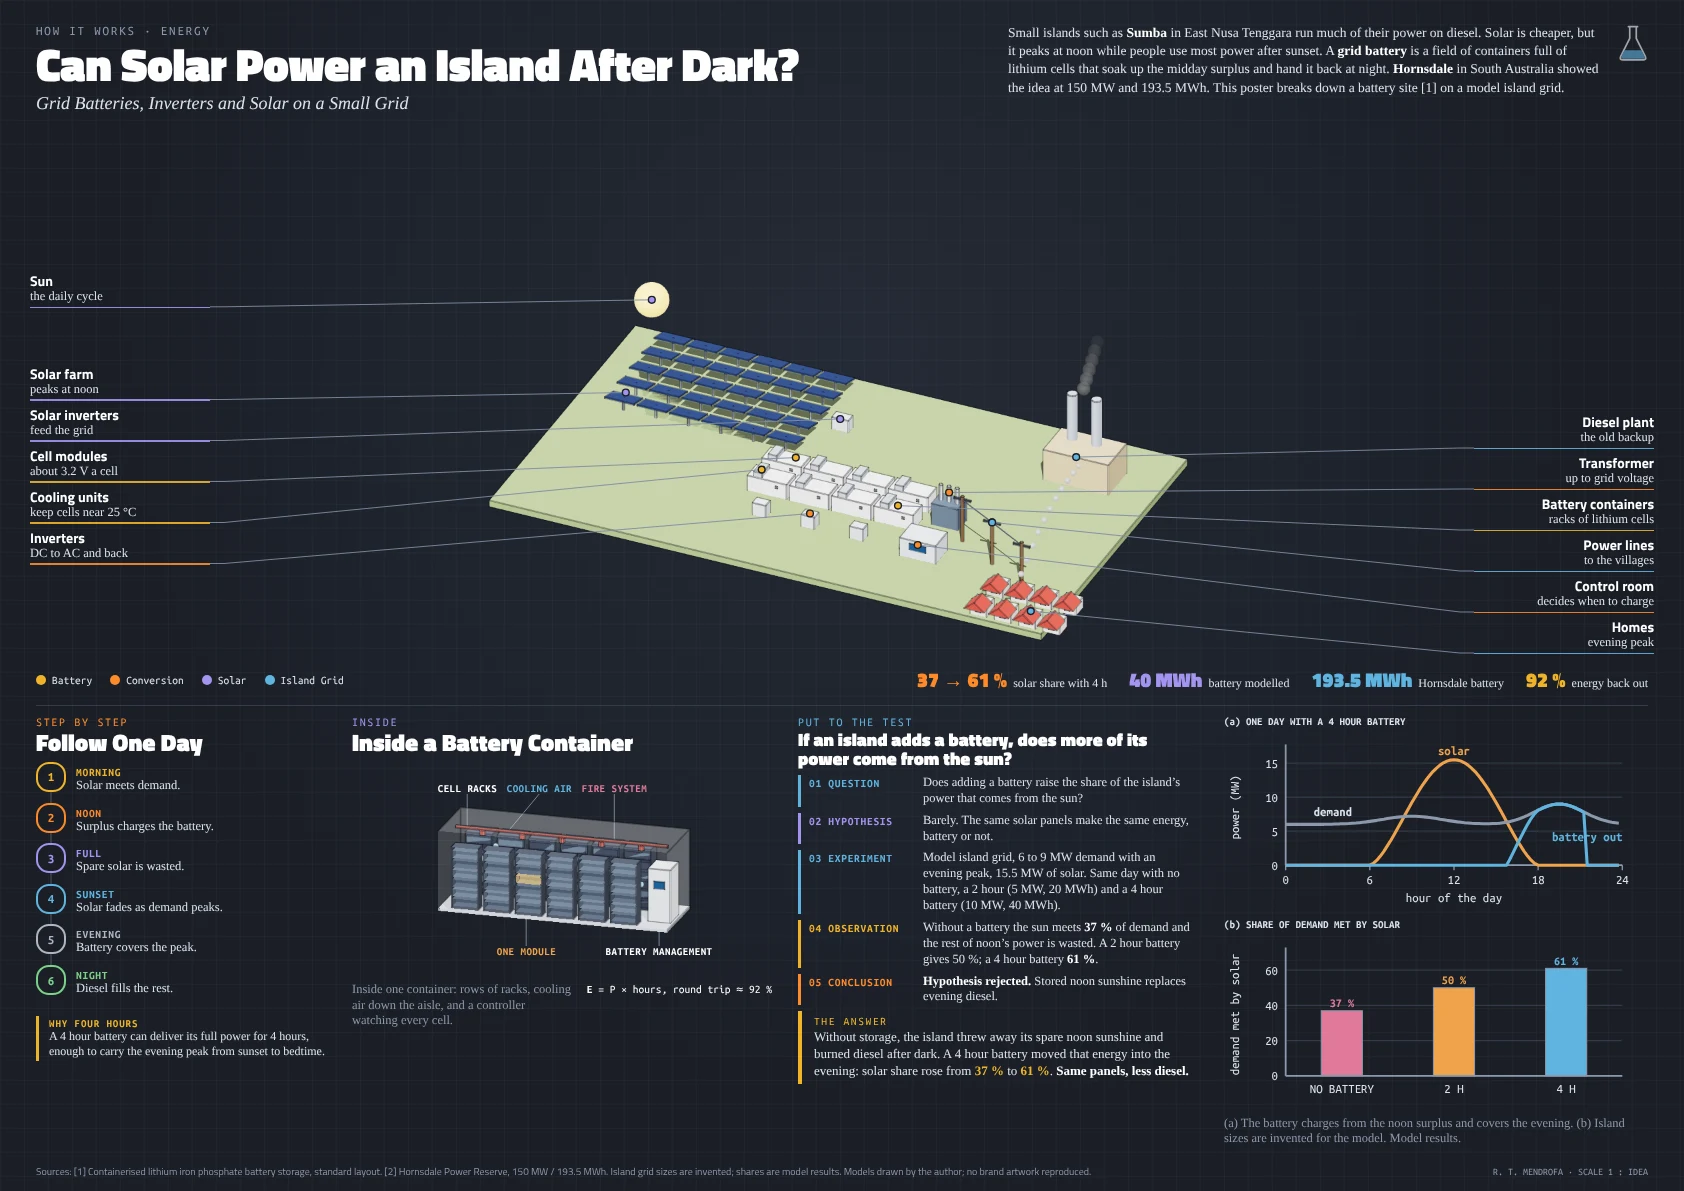 HOW IT WORKS · ENERGY
Can Solar Power an Island After Dark?
Grid Batteries, Inverters and Solar on a Small Grid
Small islands such as Sumba in East Nusa Tenggara run much of their power on diesel. Solar is cheaper, but
it peaks at noon while people use most power after sunset. A grid battery is a field of containers full of
lithium cells that soak up the midday surplus and hand it back at night. Hornsdale in South Australia showed
the idea at 150 MW and 193.5 MWh. This poster breaks down a battery site [1] on a model island grid.
Sun
the daily cycle
Solar farm
peaks at noon
Solar inverters
feed the grid
Cell modules
about 3.2 V a cell
Cooling units
keep cells near 25 °C
Inverters
DC to AC and back
Diesel plant
the old backup
Transformer
up to grid voltage
Battery containers
racks of lithium cells
Power lines
to the villages
Control room
decides when to charge
Homes
evening peak
Battery
Conversion
Solar
Island Grid
37 → 61 % solar share with 4 h
40 MWh battery modelled
193.5 MWh Hornsdale battery
92 % energy back out
STEP BY STEP
Follow One Day
1
MORNING
Solar meets demand.
2
NOON
Surplus charges the battery.
3
FULL
Spare solar is wasted.
4
SUNSET
Solar fades as demand peaks.
5
EVENING
Battery covers the peak.
6
NIGHT
Diesel fills the rest.
WHY FOUR HOURS
A 4 hour battery can deliver its full power for 4 hours,
enough to carry the evening peak from sunset to bedtime.
INSIDE
Inside a Battery Container
CELL RACKS COOLING AIR FIRE SYSTEM
ONE MODULE BATTERY MANAGEMENT
Inside one container: rows of racks, cooling
air down the aisle, and a controller
watching every cell.
E = P × hours, round trip ≈ 92 %
PUT TO THE TEST
If an island adds a battery, does more of its
power come from the sun?
01 QUESTION
Does adding a battery raise the share of the island's
power that comes from the sun?
02 HYPOTHESIS
Barely. The same solar panels make the same energy,
battery or not.
03 EXPERIMENT
Model island grid, 6 to 9 MW demand with an
evening peak, 15.5 MW of solar. Same day with no
battery, a 2 hour (5 MW, 20 MWh) and a 4 hour
battery (10 MW, 40 MWh).
04 OBSERVATION
Without a battery the sun meets 37 % of demand and
the rest of noon's power is wasted. A 2 hour battery
gives 50 %; a 4 hour battery 61 %.
05 CONCLUSION
Hypothesis rejected. Stored noon sunshine replaces
evening diesel.
THE ANSWER
Without storage, the island threw away its spare noon sunshine and
burned diesel after dark. A 4 hour battery moved that energy into the
evening: solar share rose from 37 % to 61 %. Same panels, less diesel.
(a) ONE DAY WITH A 4 HOUR BATTERY
power (MW)
15
10
5
0
solar
demand
battery out
0 6 12 18 24
hour of the day
(b) SHARE OF DEMAND MET BY SOLAR
demand met by solar
60
40
20
0
37 %
50 %
61 %
NO BATTERY 2 H 4 H
(a) The battery charges from the noon surplus and covers the evening. (b) Island
sizes are invented for the model. Model results.
Sources: [1] Containerised lithium iron phosphate battery storage, standard layout. [2] Hornsdale Power Reserve, 150 MW / 193.5 MWh. Island grid sizes are invented; shares are model results. Models drawn by the author; no brand artwork reproduced.
R. T. MENDROFA · SCALE 1 : IDEA